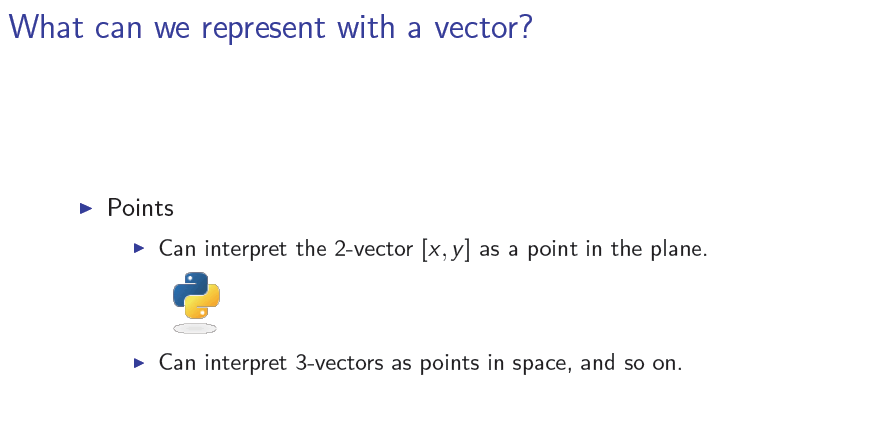 What can we represent with a vector?
Points
Can interpret the 2-vector [x, y] as a point in the plane.
Can interpret 3-vectors as points in space, and so on.